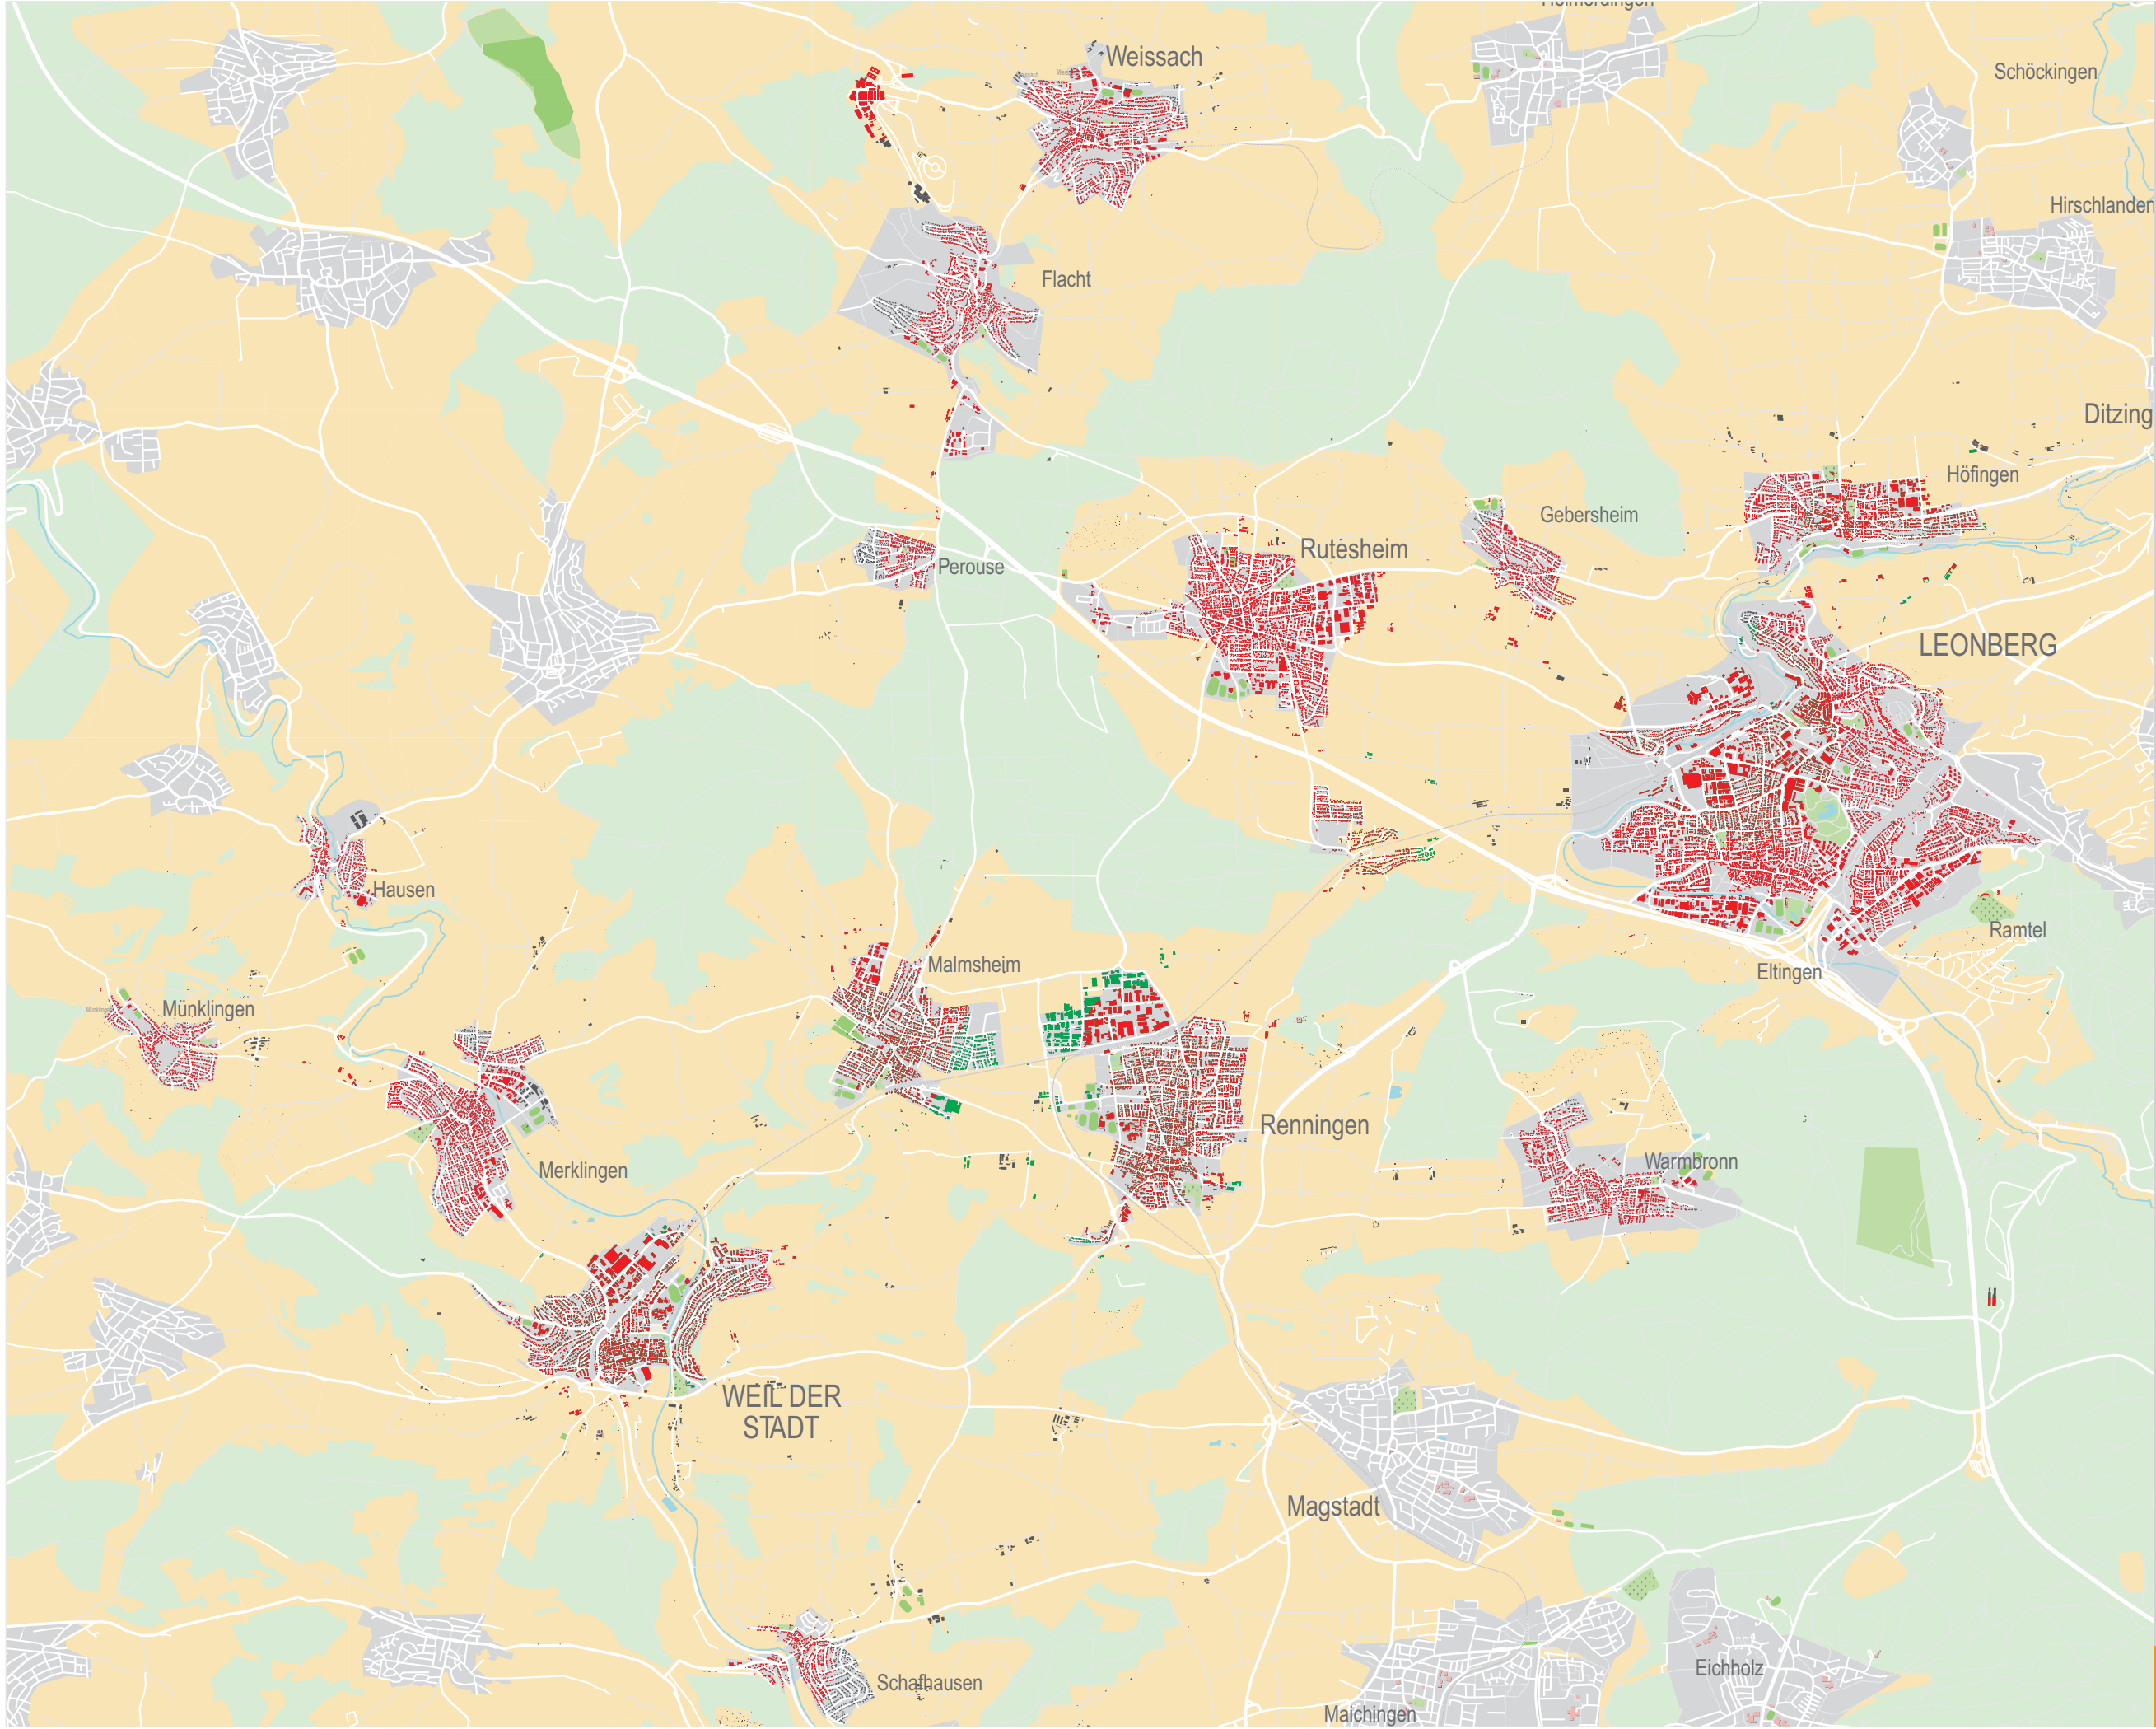 Weissach
Schöckingen
Hirschlanden
Flacht
Ditzing
Höfingen
Gebersheim
Rutesheim
Perouse
LEONBERG
Hausen
Ramtel
Malmsheim
Eltingen
Münklingen
Renningen
Warmbronn
Merklingen
WEIL DER
STADT
Magstadt
Eichholz
Schafhausen
Maichingen